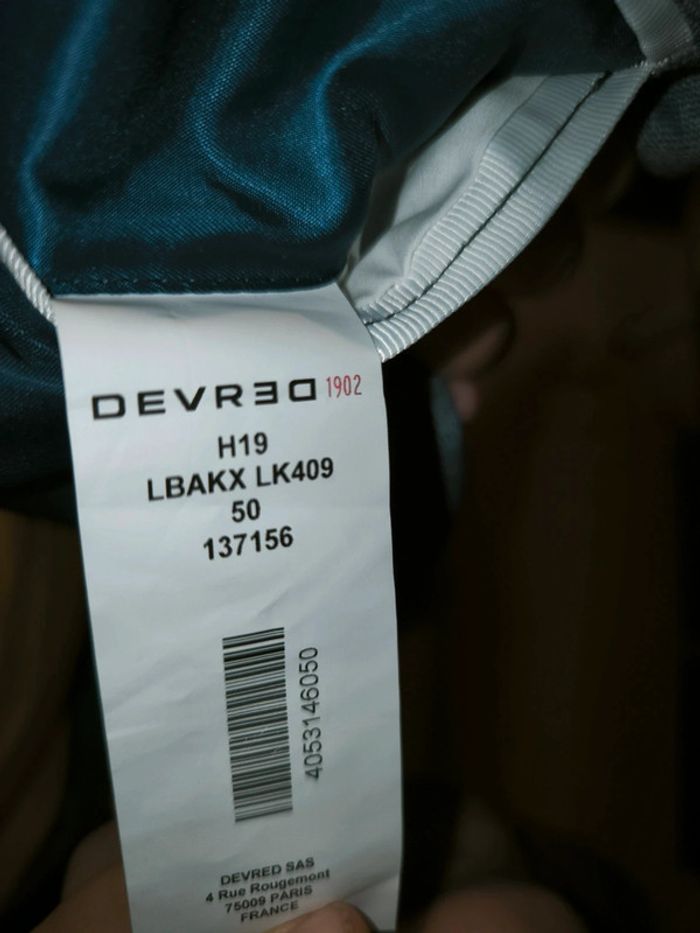 DEVRED 1902
H19
LBAKX LK409
50
137156
4053146050
DEVRED SAS
4 Rue Rougemont
75009 PARIS
FRANCE